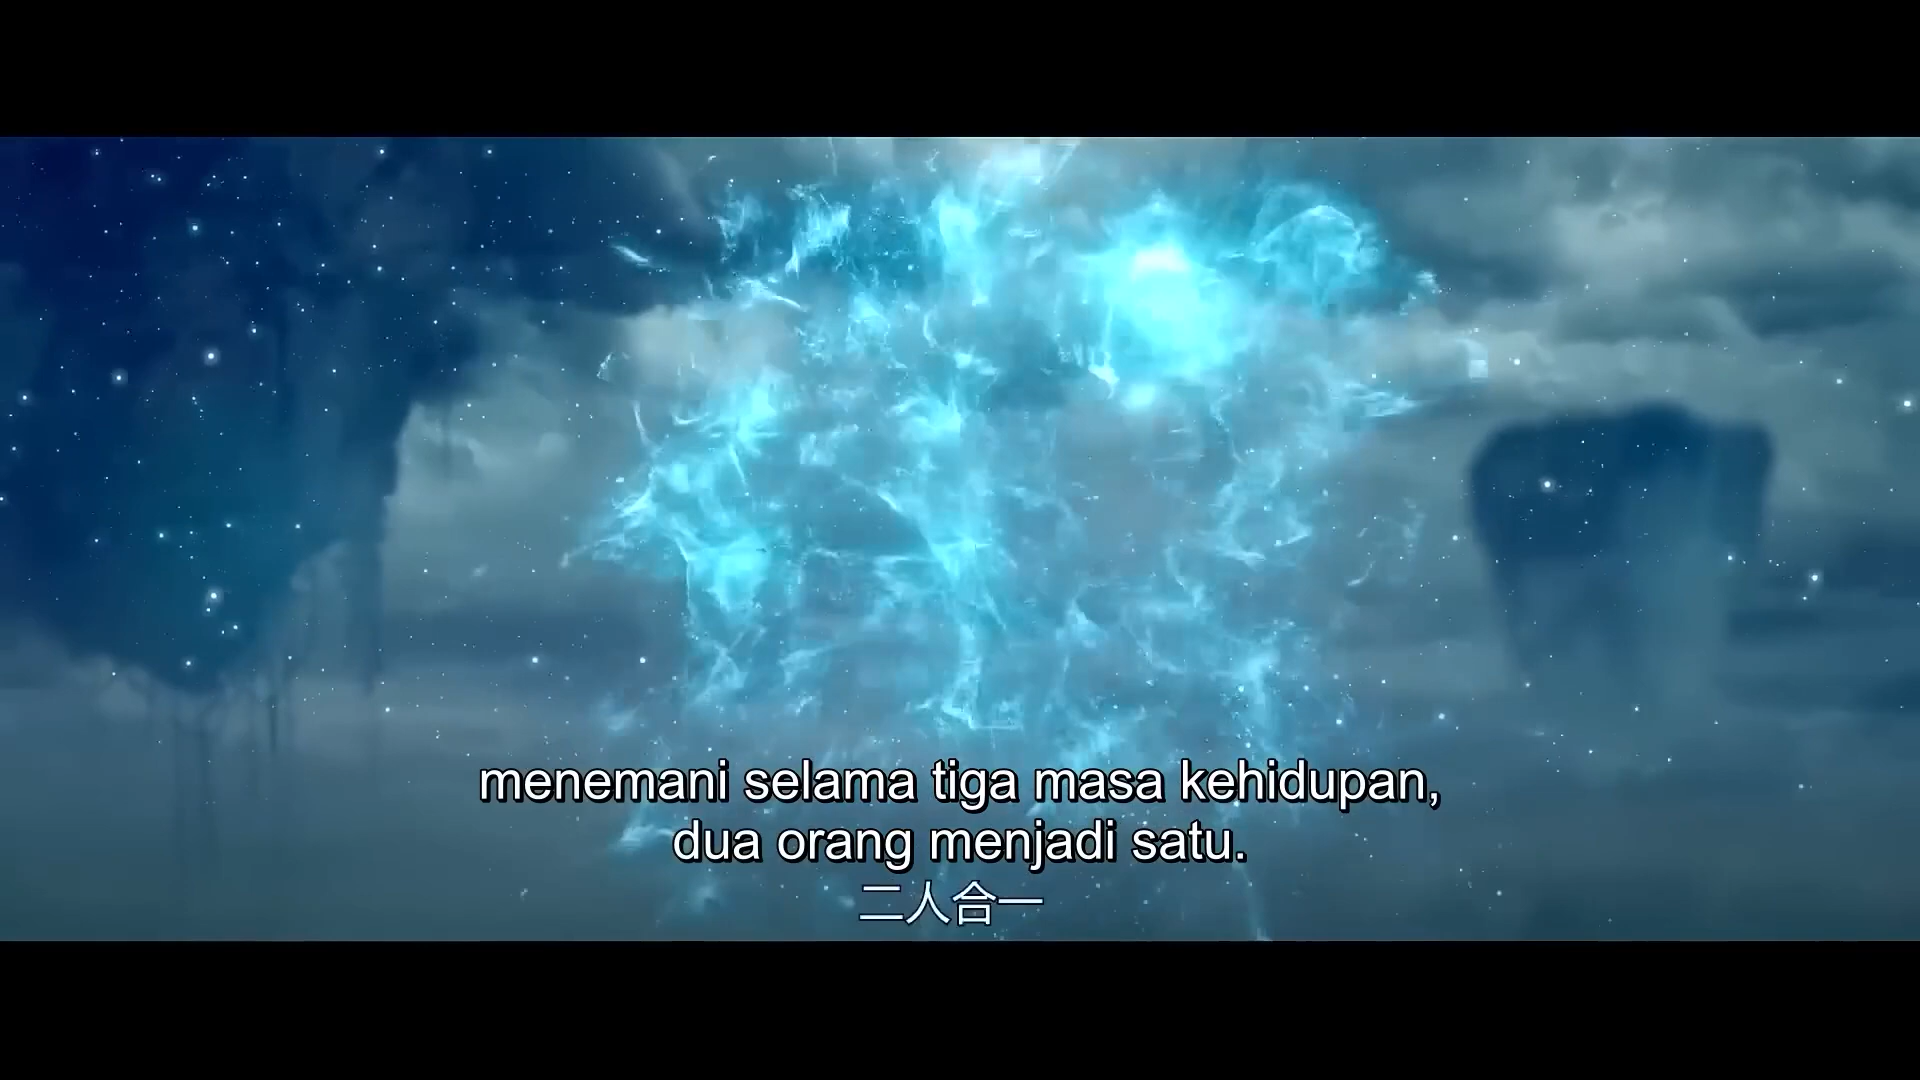 menemani selama tiga masa kehidupan,
dua orang menjadi satu.
二人合一